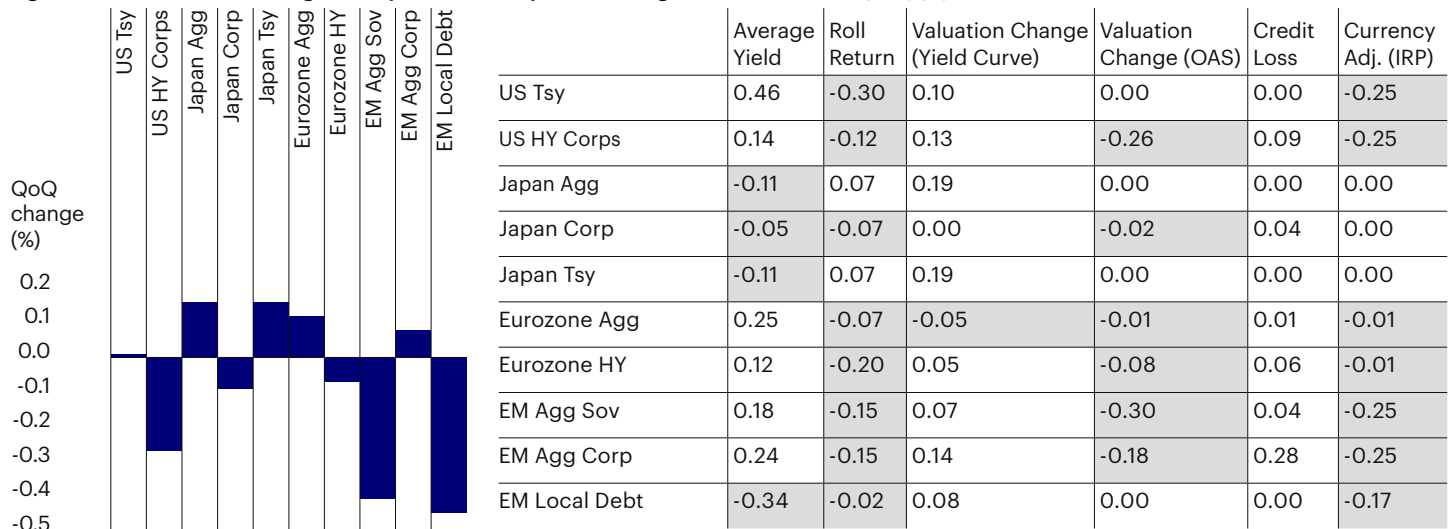 US Tsy
US HY Corps
Japan Agg
Japan Corp
Japan Tsy
Eurozone Agg
Eurozone HY
EM Agg Sov
EM Agg Corp
EM Local Debt
QoQ
change
(%)
0.2
0.1
0.0
-0.1
-0.2
-0.3
-0.4
-0.5
Average Yield Roll Return Valuation Change (Yield Curve) Valuation Change (OAS) Credit Loss Currency Adj. (IRP)
US Tsy 0.46 -0.30 0.10 0.00 0.00 -0.25
US HY Corps 0.14 -0.12 0.13 -0.26 0.09 -0.25
Japan Agg -0.11 0.07 0.19 0.00 0.00 0.00
Japan Corp -0.05 -0.07 0.00 -0.02 0.04 0.00
Japan Tsy -0.11 0.07 0.19 0.00 0.00 0.00
Eurozone Agg 0.25 -0.07 -0.05 -0.01 0.01 -0.01
Eurozone HY 0.12 -0.20 0.05 -0.08 0.06 -0.01
EM Agg Sov 0.18 -0.15 0.07 -0.30 0.04 -0.25
EM Agg Corp 0.24 -0.15 0.14 -0.18 0.28 -0.25
EM Local Debt -0.34 -0.02 0.08 0.00 0.00 -0.17